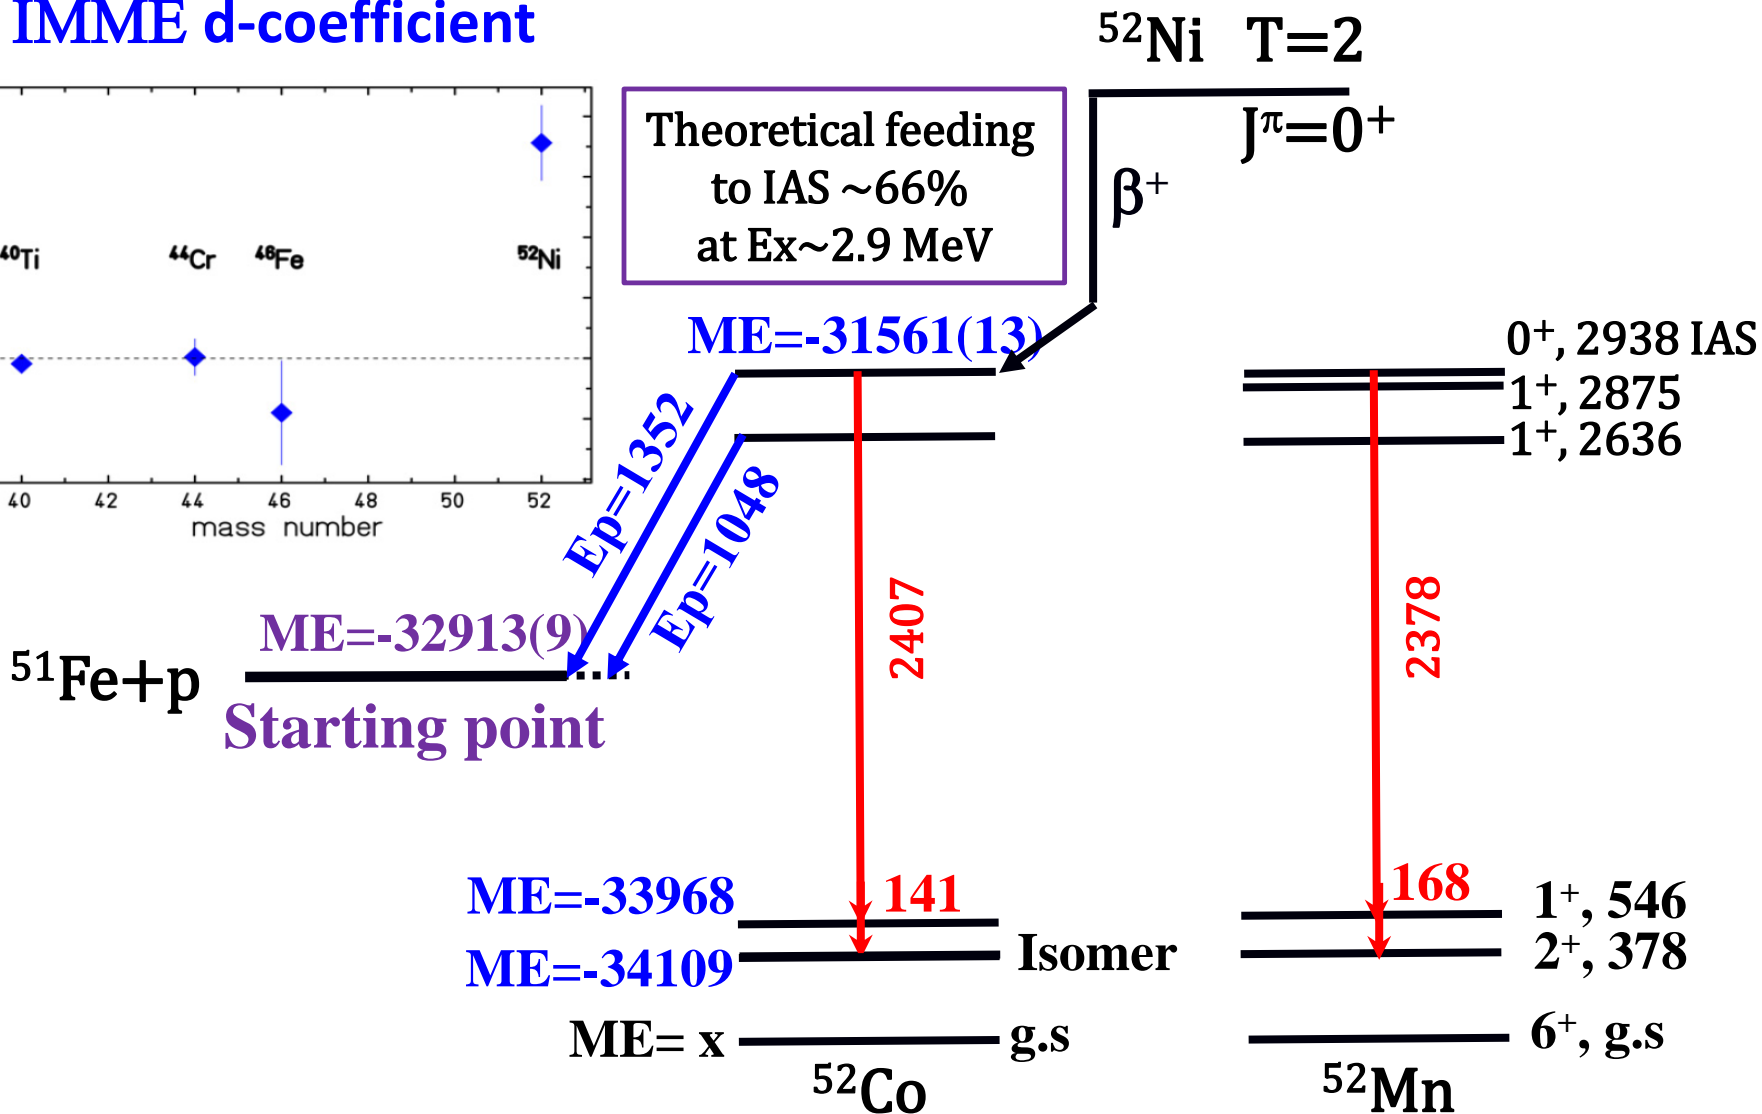 IMME d-coefficient
⁵²Ni T=2
Jπ=0⁺
Theoretical feeding
to IAS ~66%
at Ex~2.9 MeV
β⁺
⁴⁰Ti
⁴⁴Cr
⁴⁶Fe
⁵²Ni
40 42 44 46 48 50 52
mass number
ME=-31561(13)
0⁺, 2938 IAS
1⁺, 2875
1⁺, 2636
Ep=1352
Ep=1048
2407
2378
ME=-32913(9)
⁵¹Fe+p
Starting point
ME=-33968
141
168
1⁺, 546
ME=-34109
Isomer
2⁺, 378
ME= x
g.s
6⁺, g.s
⁵²Co
⁵²Mn